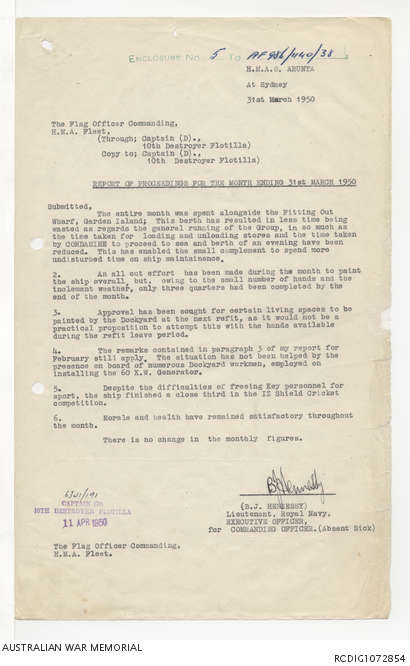 ENCLOSURE No. 5 TO AF 986/440/38
H.M.A.S. ARUNTA
At Sydney
31st March 1950
The Flag Officer Commanding,
H.M.A. Fleet.
(Through; Captain (D).,
10th Destroyer Flotilla)
Copy to; Captain (D).,
10th Destroyer Flotilla)
REPORT OF PROCEEDINGS FOR THE MONTH ENDING 31st MARCH 1950
Submitted,
The entire month was spent alongside the Fitting Out
Wharf, Garden Island; This berth has resulted in less time being
wasted as regards the general running of the Group, in so much as
the time taken for loading and unloading stores and the time taken
by CONDAMINE to proceed to sea and berth of an evening have been
reduced. This has enabled the small complement to spend more
undisturbed time on ship maintainence.
2. An all out effort has been made during the month to paint
the ship overall, but, owing to the small number of hands and the
inclement weather, only three quarters had been completed by the
end of the month.
3. Approval has been sought for certain living spaces to be
painted by the Dockyard at the next refit, as it would not be a
practical proposition to attempt this with the hands available
during the refit leave period.
4. The remarks contained in paragraph 3 of my report for
February still apply. The situation has not been helped by the
presence on board of numerous Dockyard workmen, employed on
installing the 60 K.W. Generator.
5. Despite the difficulties of freeing Key personnel for
sport, the ship finished a close third in the IZ Shield Cricket
competition.
6. Morale and health have remained satisfactory throughout
the month.
There is no change in the monthly figures.
(B.J. HENNESSY)
Lieutenant, Royal Navy.
EXECUTIVE OFFICER,
for COMMANDING OFFICER.(Absent Sick)
CAPTAIN (D)
10TH DESTROYER FLOTILLA
11 APR 1950
The Flag Officer Commanding,
H.M.A. Fleet.
AUSTRALIAN WAR MEMORIAL
RCDIG1072854